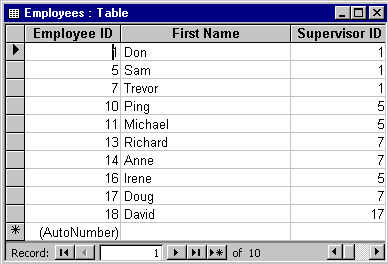 Employees : Table
Employee ID First Name Supervisor ID
1 Don 1
5 Sam 1
7 Trevor 1
10 Ping 5
11 Michael 5
13 Richard 7
14 Anne 7
16 Irene 5
17 Doug 7
18 David 17
(AutoNumber)
Record: 1 of 10